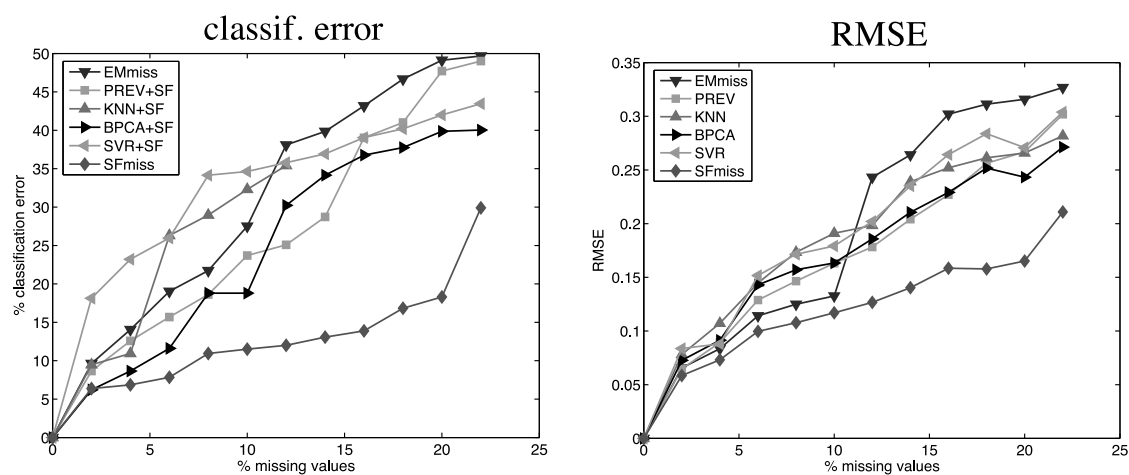 classif. error
50
45
40
35
30
25
20
15
10
5
0
% classification error
EMmiss
PREV+SF
KNN+SF
BPCA+SF
SVR+SF
SFmiss
0 5 10 15 20 25
% missing values
RMSE
0.35
0.3
0.25
0.2
0.15
0.1
0.05
0
RMSE
EMmiss
PREV
KNN
BPCA
SVR
SFmiss
0 5 10 15 20 25
% missing values